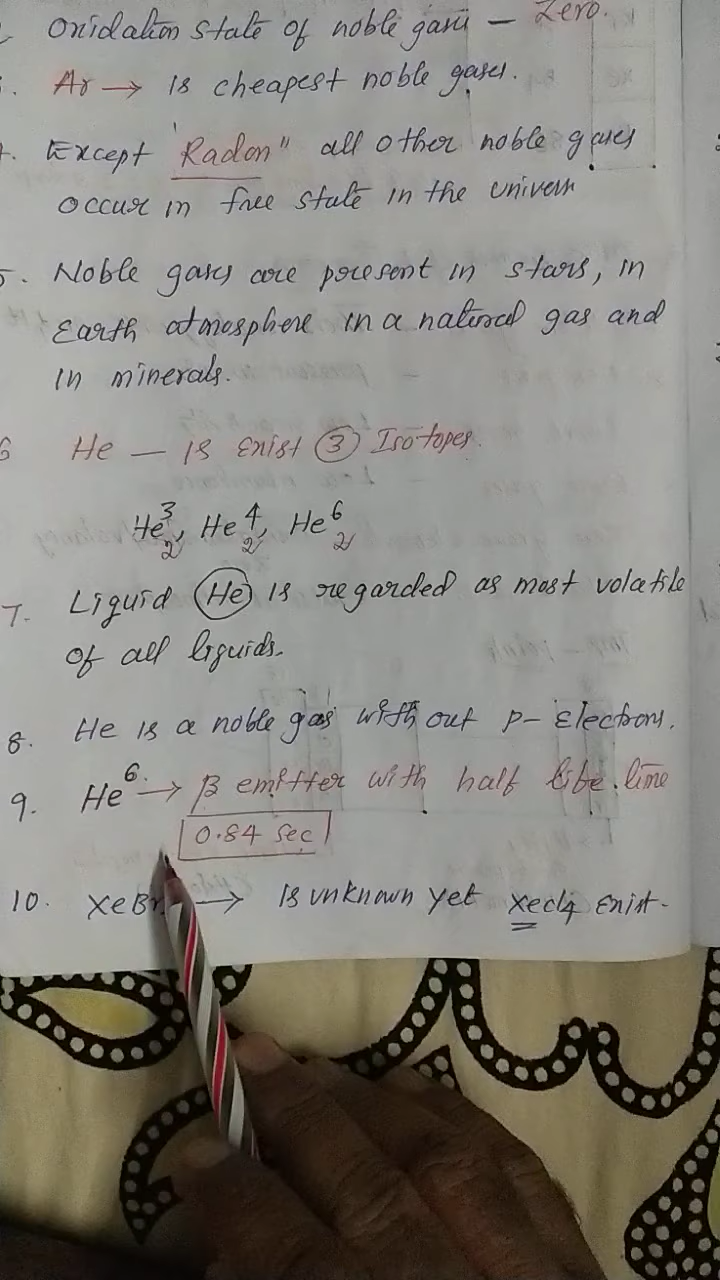 Oxidation state of noble gases - Zero.
Ar → is cheapest noble gases.
Except "Radon" all other noble gases
occur in free state in the univers
5. Noble gases are present in stars, in
Earth atmosphere in a natural gas and
in minerals.
6 He - is exist ③ Isotopes.
He³₂, He⁴₂, He⁶₂
7. Liquid He is regarded as most volatile
of all liquids.
8. He is a noble gas with out p- Electrons.
9. He⁶ → β emitter with half life time
0.84 sec
10. XeBr → is unknown yet xecl4 exist.